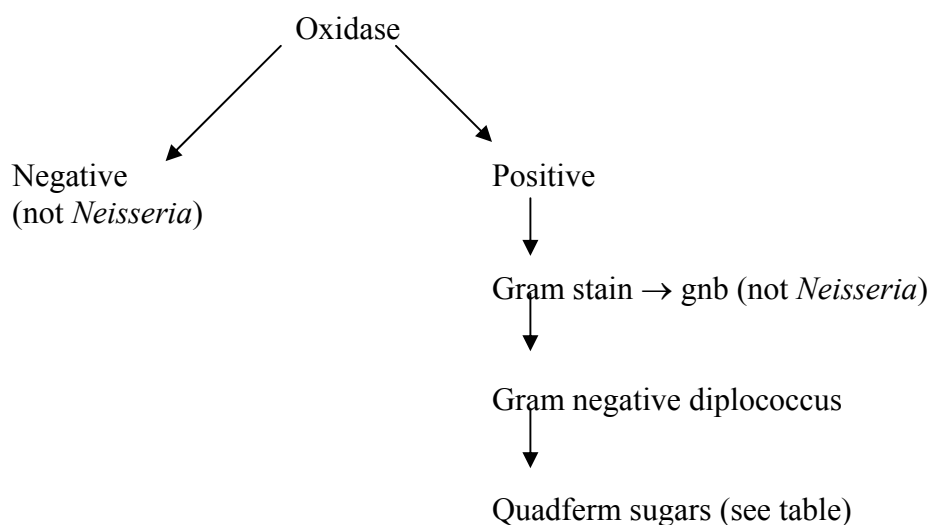 Oxidase
Negative
(not Neisseria)
Positive
Gram stain → gnb (not Neisseria)
Gram negative diplococcus
Quadferm sugars (see table)